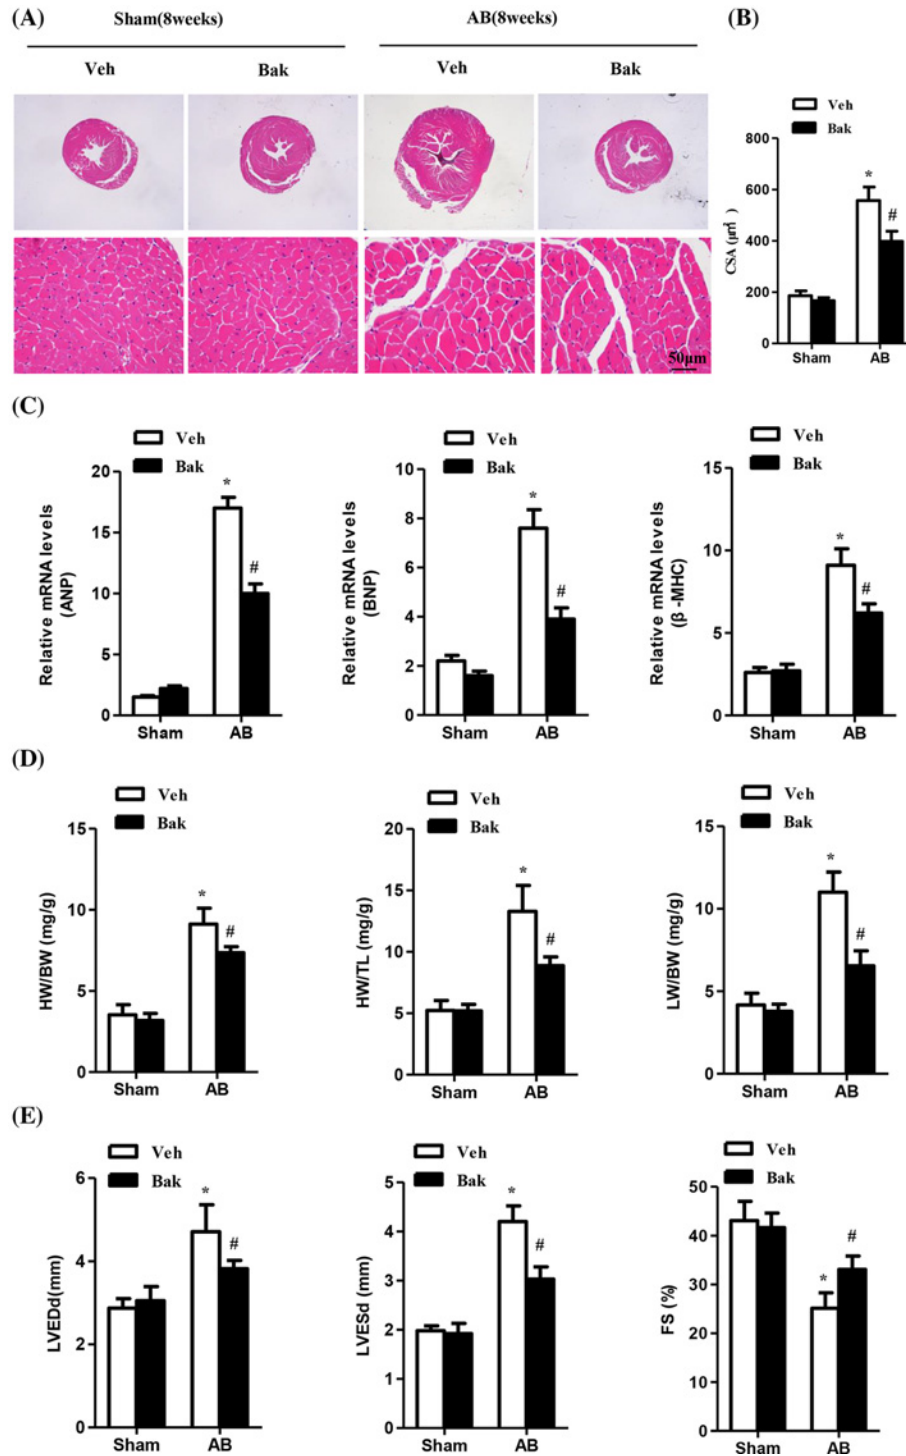 (A)
Sham(8weeks)
AB(8weeks)
Veh
Bak
Veh
Bak
50μm
(B)
Veh
Bak
CSA (μm²)
800
600
400
200
0
*
#
Sham
AB
(C)
Veh
Bak
Relative mRNA levels
(ANP)
20
15
10
5
0
*
#
Sham
AB
Veh
Bak
Relative mRNA levels
(BNP)
8
6
4
2
0
*
#
Sham
AB
Veh
Bak
Relative mRNA levels
(β -MHC)
15
10
5
0
*
#
Sham
AB
(D)
Veh
Bak
HW/BW (mg/g)
15
10
5
0
*
#
Sham
AB
Veh
Bak
HW/TL (mg/g)
20
15
10
5
0
*
#
Sham
AB
Veh
Bak
LW/BW (mg/g)
15
10
5
0
*
#
Sham
AB
(E)
Veh
Bak
LVEDd(mm)
6
4
2
0
*
#
Sham
AB
Veh
Bak
LVESd (mm)
5
4
3
2
1
0
*
#
Sham
AB
Veh
Bak
FS (%)
50
40
30
20
10
0
*
#
Sham
AB